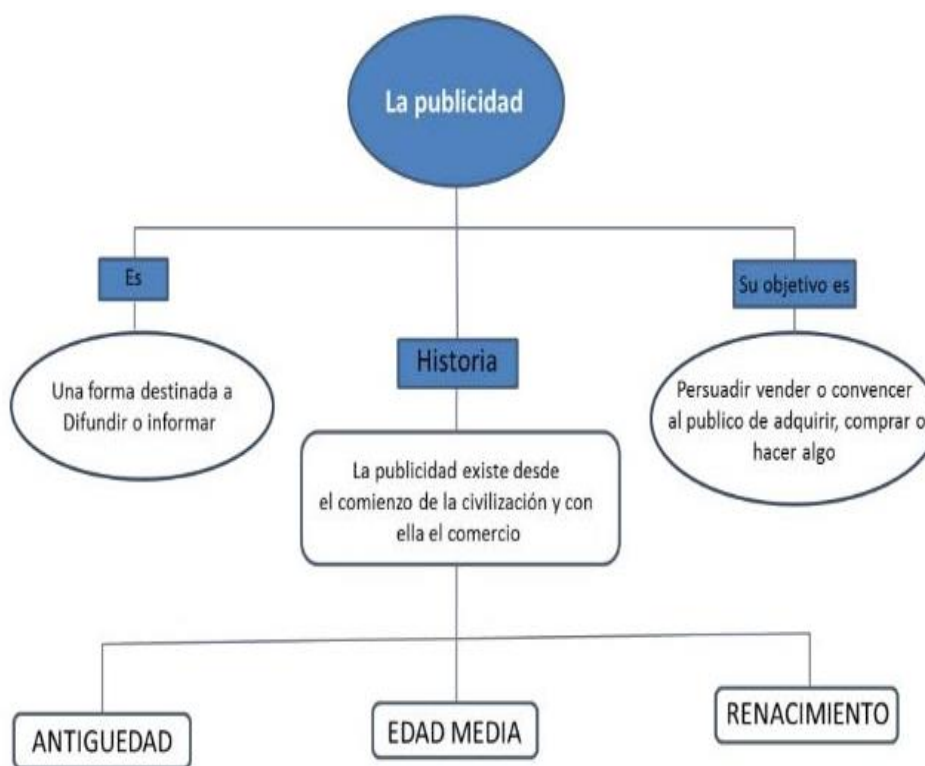 La publicidad
Es
Su objetivo es
Historia
Una forma destinada a
Difundir o informar
Persuadir vender o convencer
al publico de adquirir, comprar o
hacer algo
La publicidad existe desde
el comienzo de la civilización y con
ella el comercio
ANTIGUEDAD
EDAD MEDIA
RENACIMIENTO